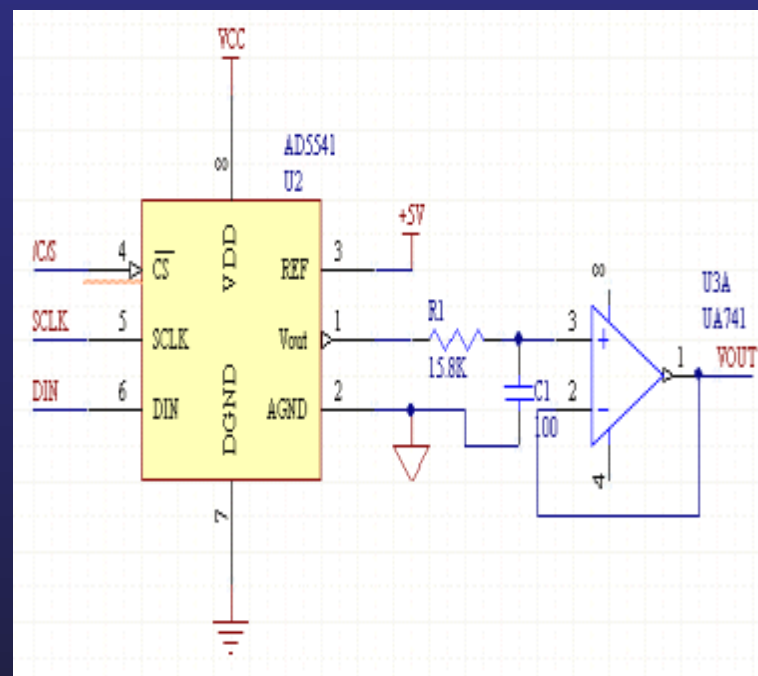 VCC
8
AD5541
U2
+5V
/C/S
4
CS
VDD
REF
3
8
U3A
UA741
SCLK
5
SCLK
Vout
1
R1
15.8K
3
+
1
VOUT
DIN
6
DIN
DGND
AGND
2
C1
100
2
-
4
7